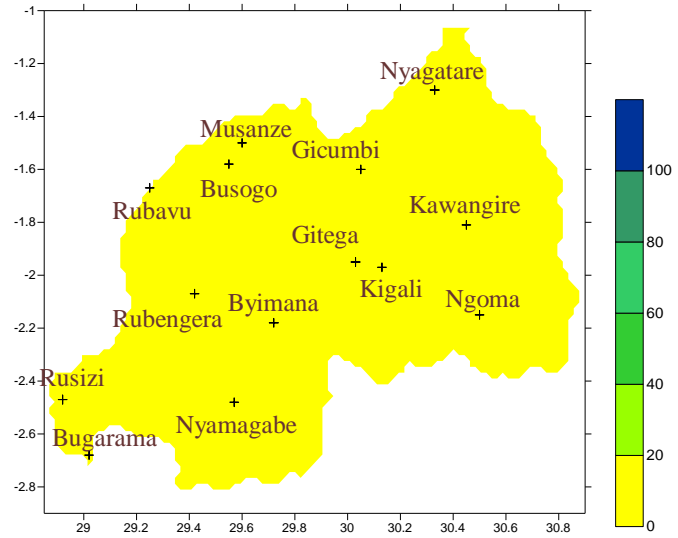 -1
Nyagatare
-1.2
-1.4
Musanze
Gicumbi
-1.6
Busogo
Rubavu
Kawangire
-1.8
Gitega
-2
Kigali
Byimana
Ngoma
Rubengera
-2.2
Rusizi
-2.4
Nyamagabe
Bugarama
-2.6
-2.8
29
29.2
29.4
29.6
29.8
30
30.2
30.4
30.6
30.8
100
80
60
40
20
0